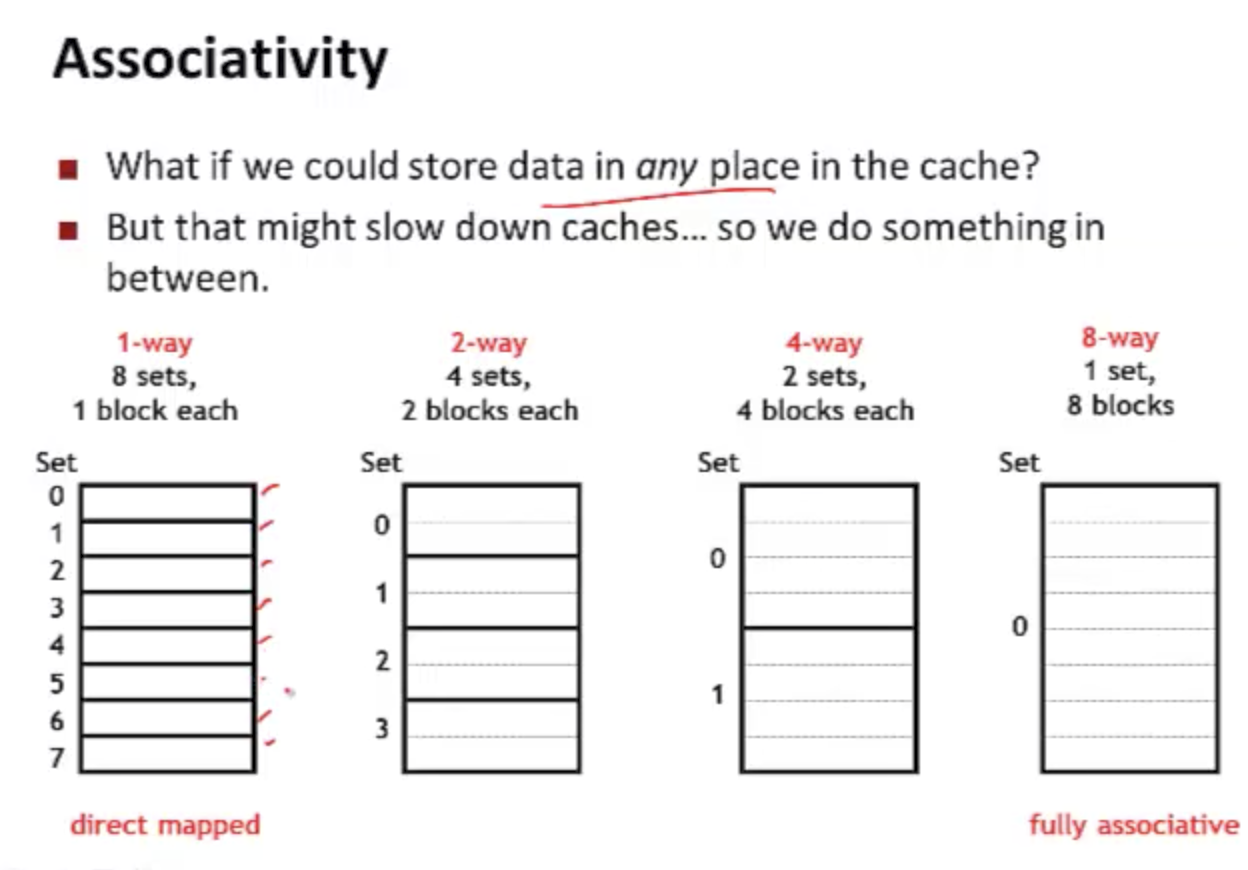 Associativity
What if we could store data in any place in the cache?
But that might slow down caches... so we do something in
between.
1-way
8 sets,
1 block each
2-way
4 sets,
2 blocks each
4-way
2 sets,
4 blocks each
8-way
1 set,
8 blocks
Set
0
1
2
3
4
5
6
7
direct mapped
Set
0
1
2
3
Set
0
1
Set
0
fully associative